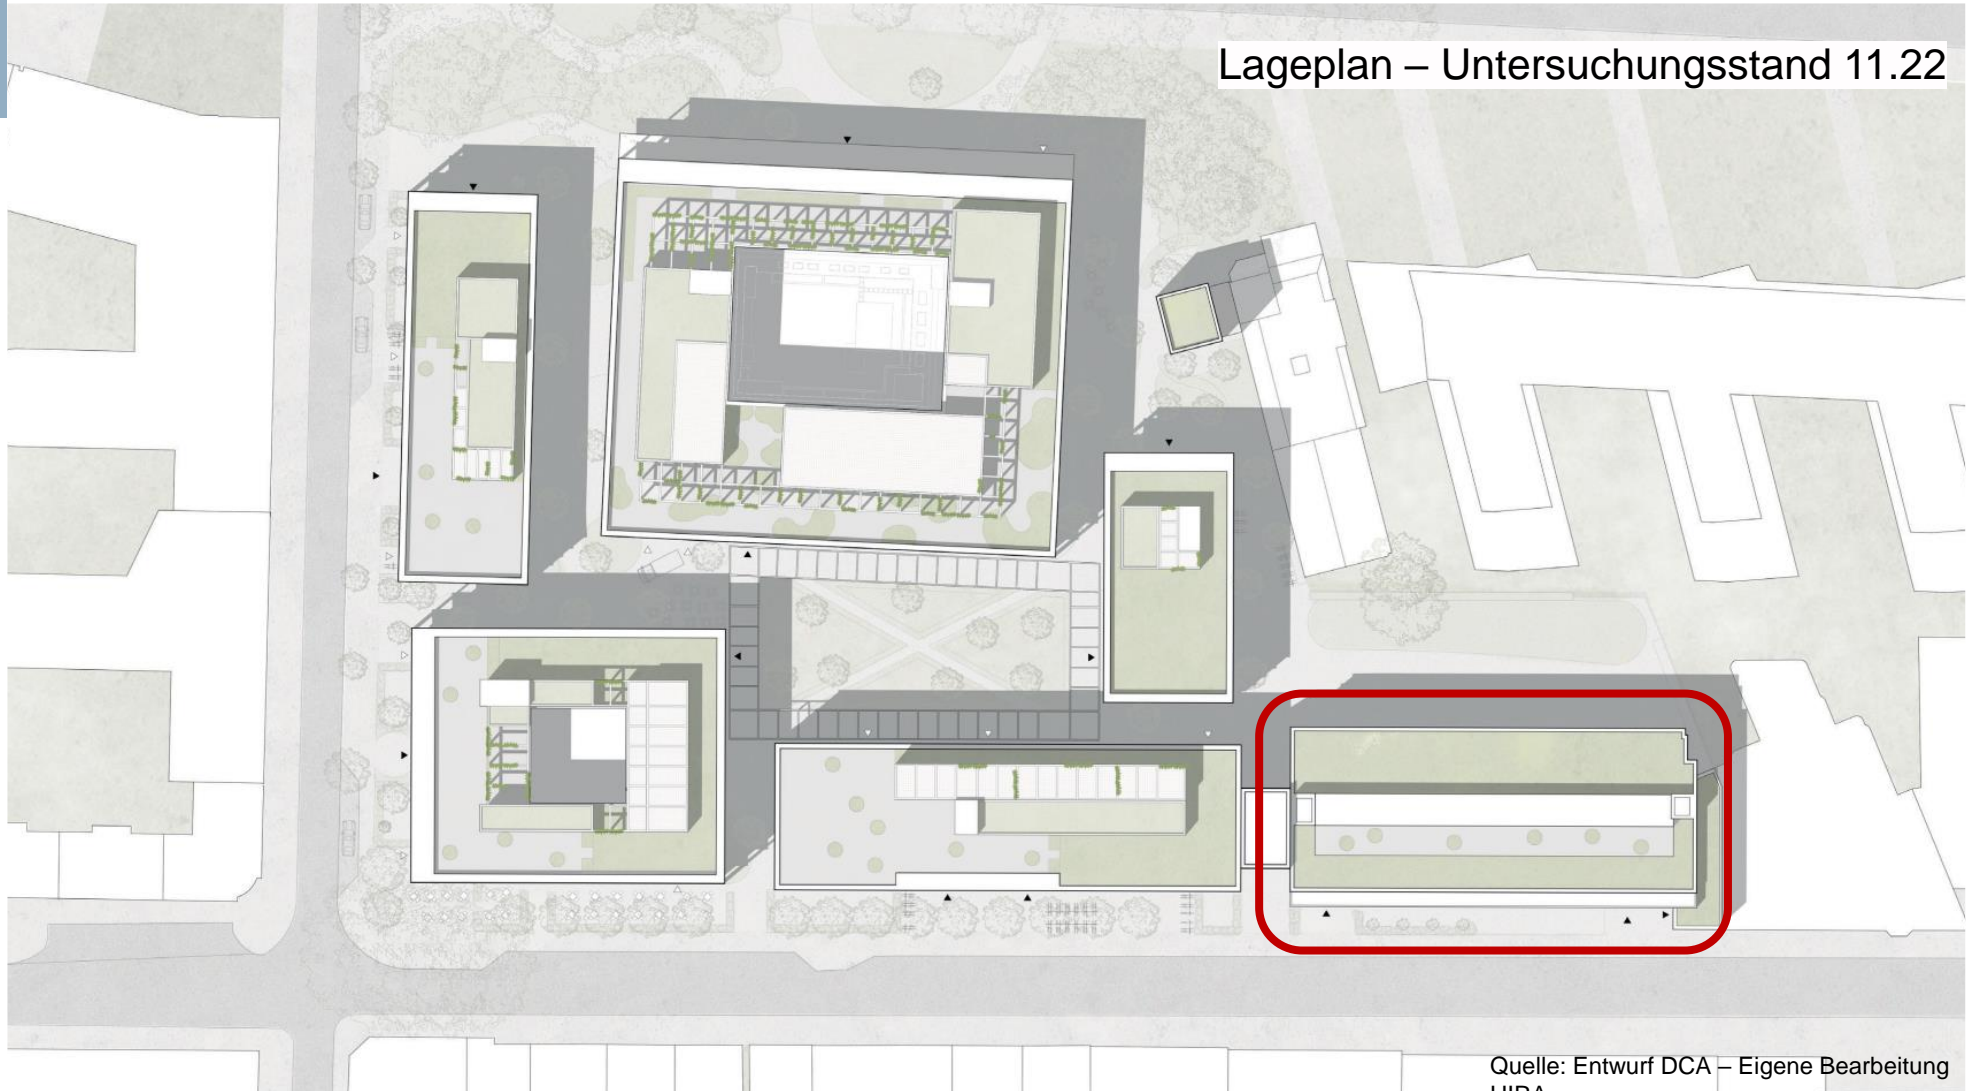 Lageplan – Untersuchungsstand 11.22
Quelle: Entwurf DCA – Eigene Bearbeitung